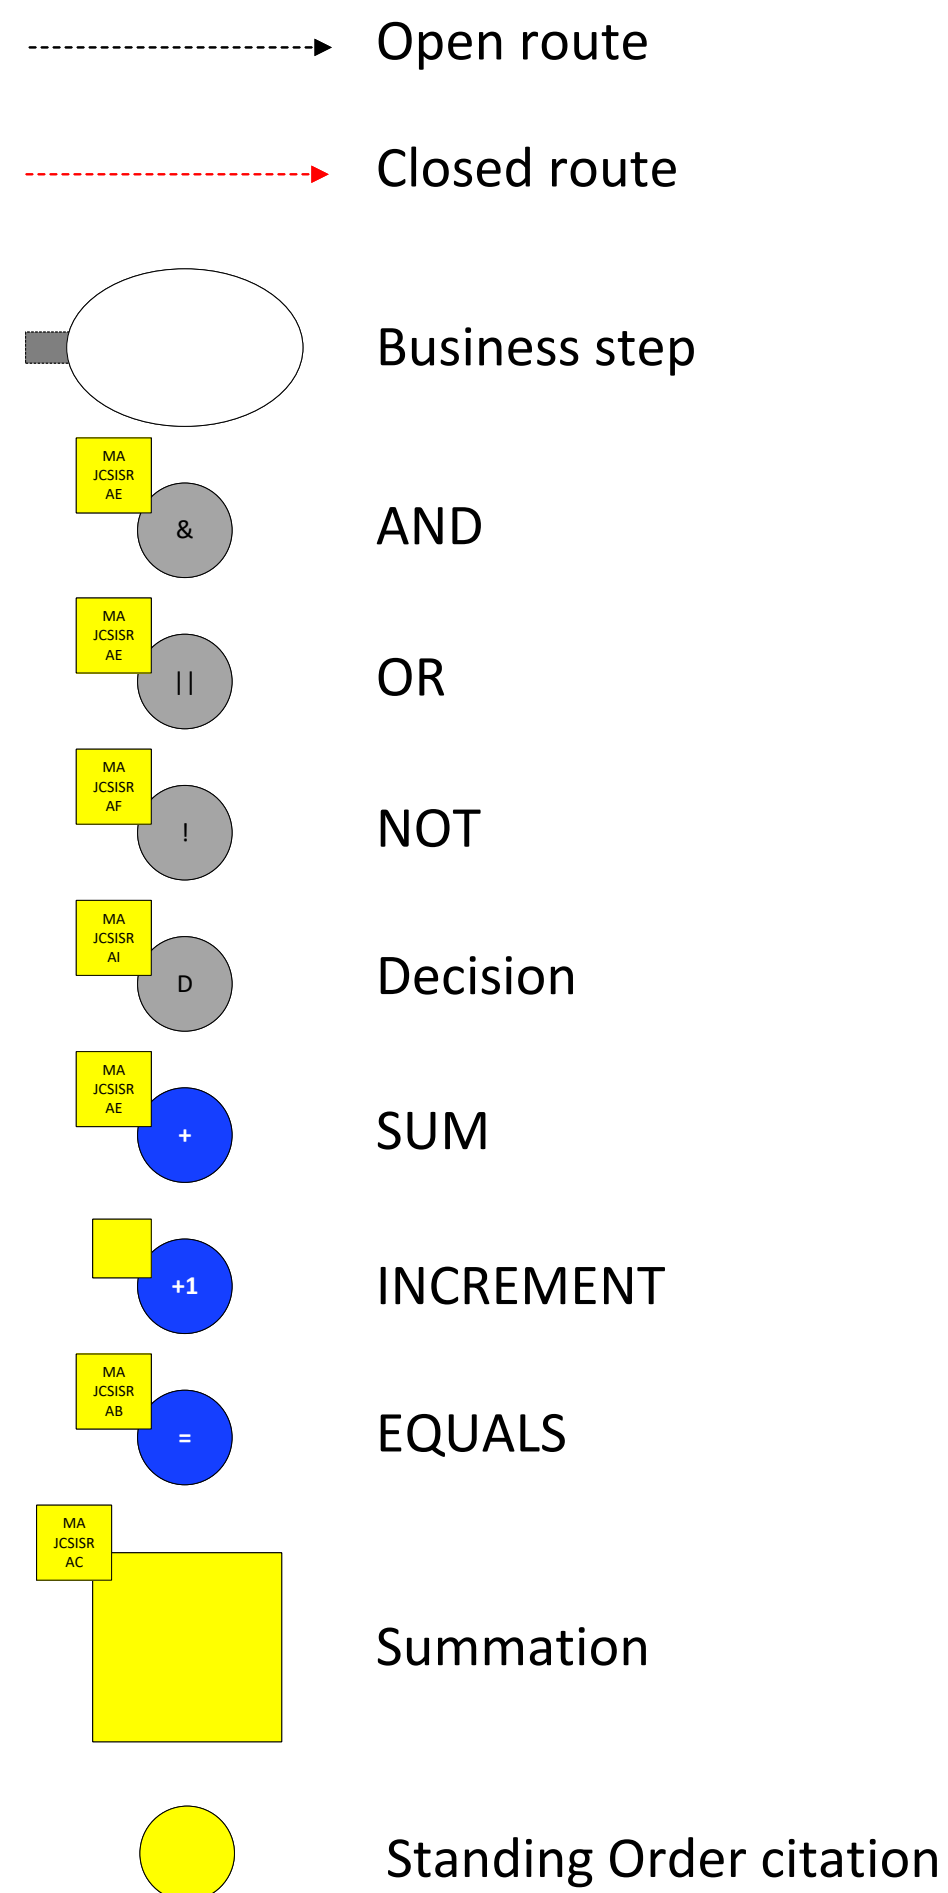 Open route
Closed route
Business step
MA
JCSISR
AE
&
AND
MA
JCSISR
AE
||
OR
MA
JCSISR
AF
!
NOT
MA
JCSISR
AI
D
Decision
MA
JCSISR
AE
+
SUM
+1
INCREMENT
MA
JCSISR
AB
=
EQUALS
MA
JCSISR
AC
Summation
Standing Order citation